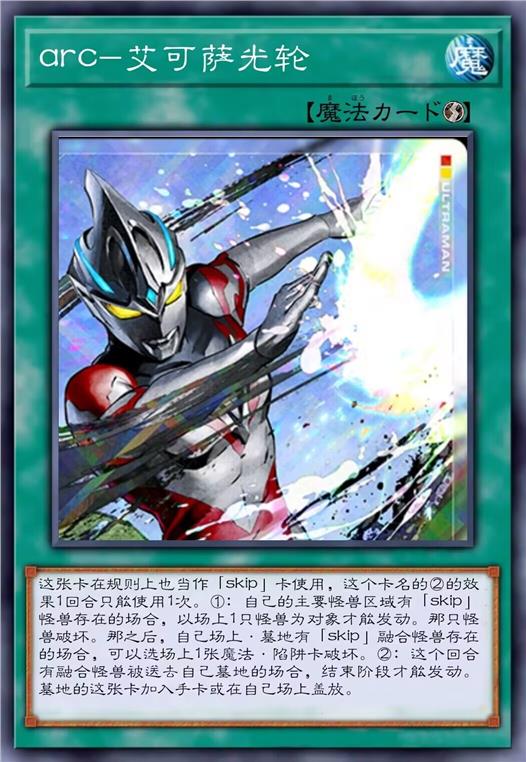 arc-艾可萨光轮
魔
【魔法カード】
まほう
ULTRAMAN
这张卡在规则上也当作「skip」卡使用，这个卡名的②的效
果1回合只能使用1次。①：自己的主要怪兽区域有「skip」
怪兽存在的场合，以场上1只怪兽为对象才能发动。那只怪
兽破坏。那之后，自己场上·墓地有「skip」融合怪兽存在
的场合，可以选场上1张魔法·陷阱卡破坏。②：这个回合
有融合怪兽被送去自己墓地的场合，结束阶段才能发动。
墓地的这张卡加入手卡或在自己场上盖放。